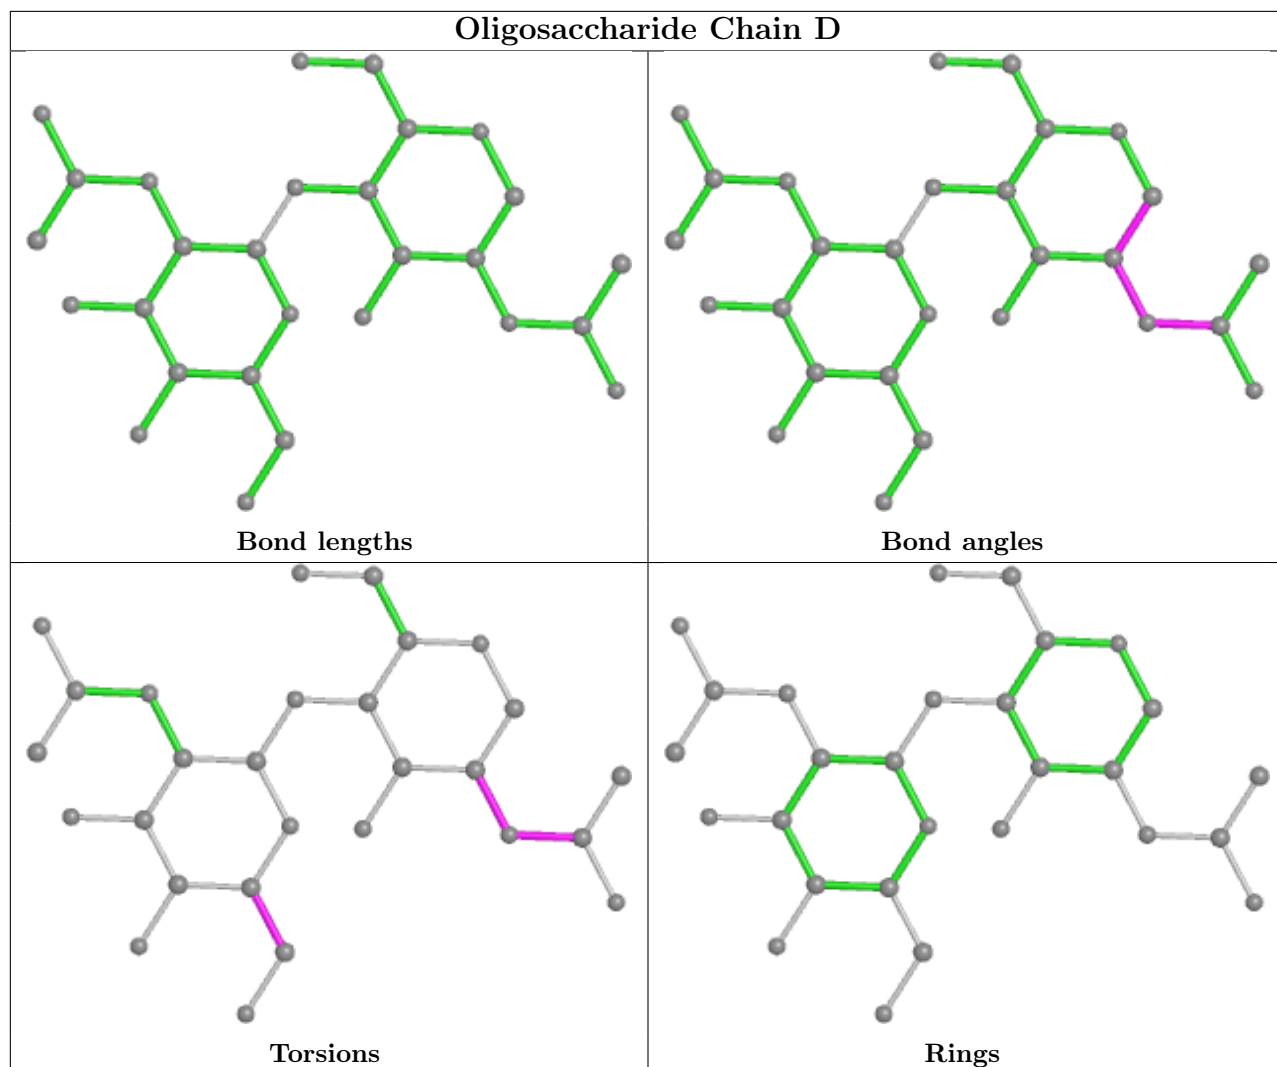 Oligosaccharide Chain D
Bond lengths
Bond angles
Torsions
Rings